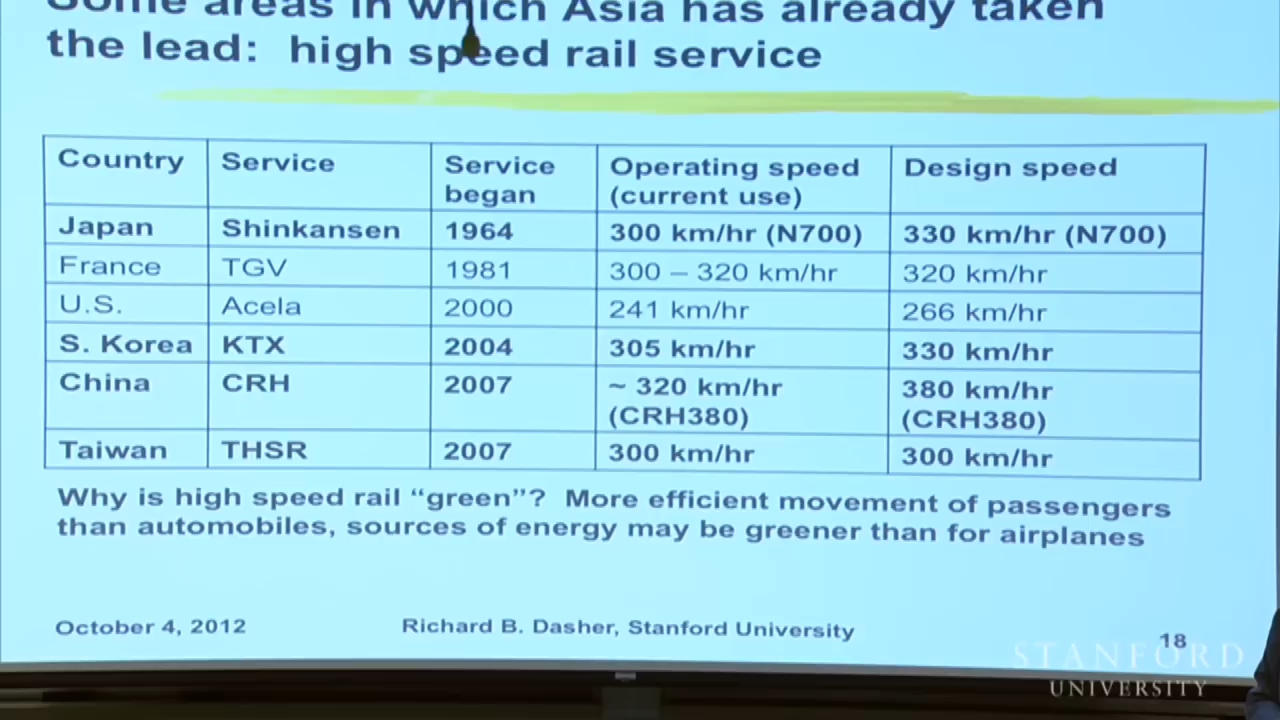 Some areas in which Asia has already taken
the lead: high speed rail service
Country Service Service began Operating speed (current use) Design speed
Japan Shinkansen 1964 300 km/hr (N700) 330 km/hr (N700)
France TGV 1981 300 – 320 km/hr 320 km/hr
U.S. Acela 2000 241 km/hr 266 km/hr
S. Korea KTX 2004 305 km/hr 330 km/hr
China CRH 2007 ~ 320 km/hr (CRH380) 380 km/hr (CRH380)
Taiwan THSR 2007 300 km/hr 300 km/hr
Why is high speed rail “green”? More efficient movement of passengers
than automobiles, sources of energy may be greener than for airplanes
October 4, 2012 Richard B. Dasher, Stanford University 18
STANFORD
UNIVERSITY